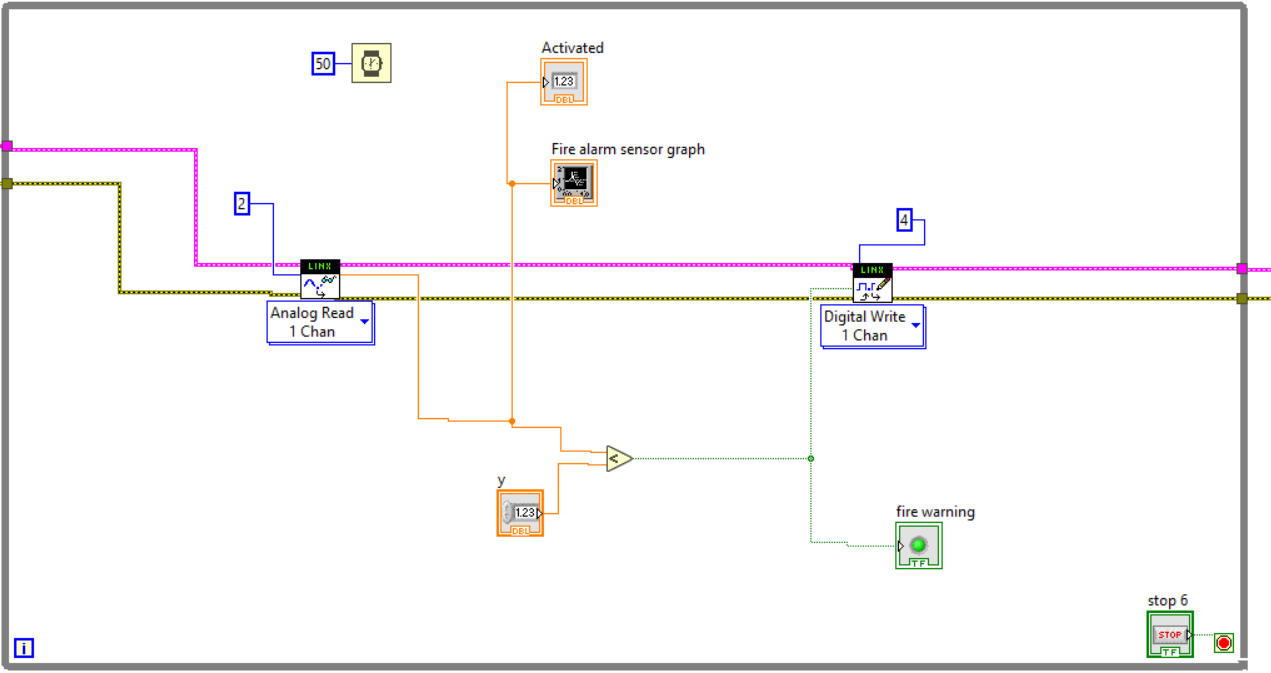 Activated
50
1.23
DBL
Fire alarm sensor graph
DBL
2
4
LINX
LINX
Analog Read
1 Chan
Digital Write
1 Chan
<
y
1.23
DBL
fire warning
TF
stop 6
STOP
TF
i